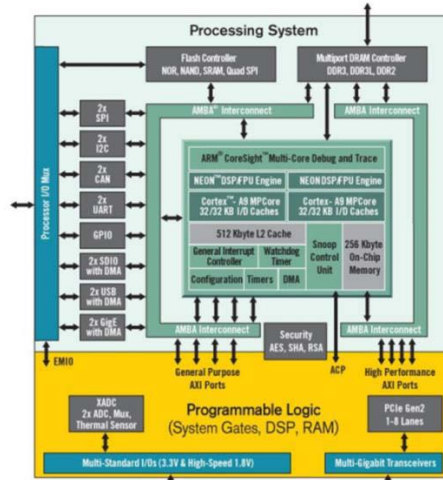 Processing System
Flash Controller
NOR, NAND, SRAM, Quad SPI
Multiport DRAM Controller
DDR3, DDR3L, DDR2
Processor I/O Mux
2x
SPI
2x
I2C
2x
CAN
2x
UART
GPIO
2x SDIO
with DMA
2x USB
with DMA
2x GigE
with DMA
AMBA® Interconnect
AMBA Interconnect
ARM® CoreSight™ Multi-Core Debug and Trace
NEON™ DSP/FPU Engine
NEON DSP/FPU Engine
Cortex™- A9 MPCore
32/32 KB I/D Caches
Cortex- A9 MPCore
32/32 KB I/D Caches
512 Kbyte L2 Cache
General Interrupt
Controller
Watchdog
Timer
Configuration
Timers
DMA
Snoop
Control
Unit
256 Kbyte
On-Chip
Memory
AMBA Interconnect
Security
AES, SHA, RSA
AMBA Interconnect
EMIO
General Purpose
AXI Ports
ACP
High Performance
AXI Ports
Programmable Logic
(System Gates, DSP, RAM)
XADC
2x ADC, Mux,
Thermal Sensor
PCIe Gen2
1-8 Lanes
Multi-Standard I/Os (3.3V & High-Speed 1.8V)
Multi-Gigabit Transceivers